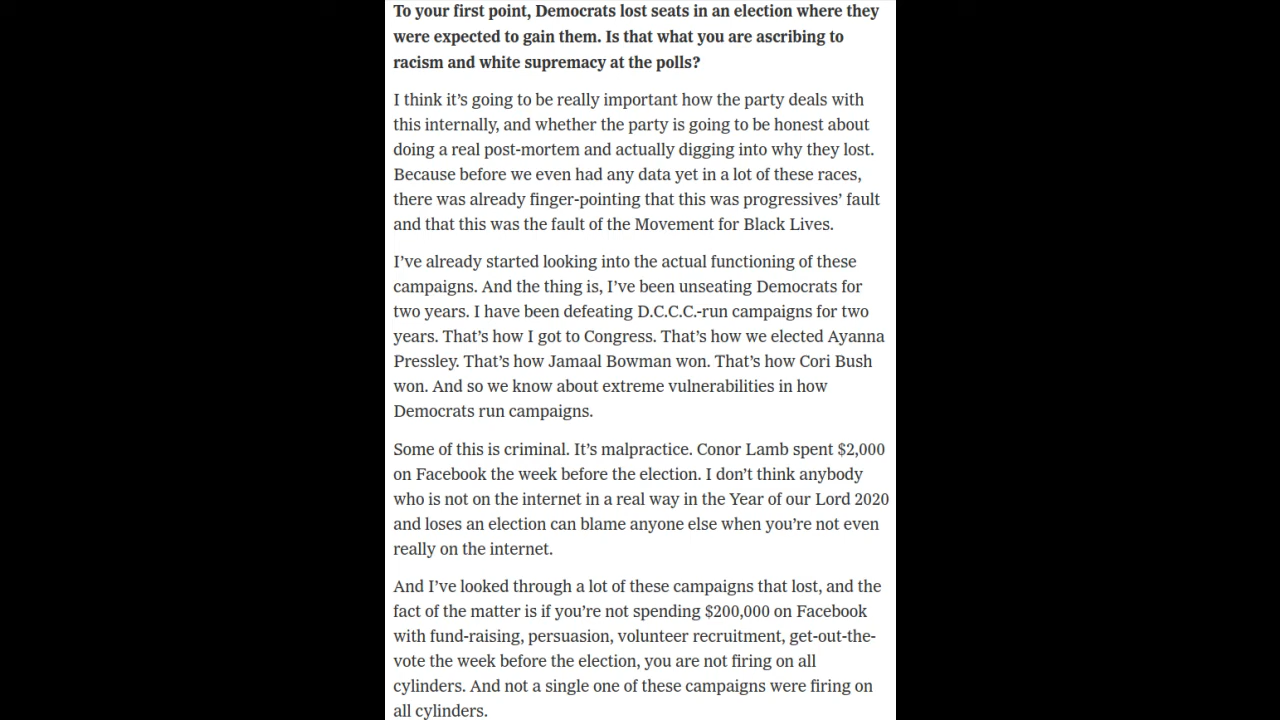 To your first point, Democrats lost seats in an election where they
were expected to gain them. Is that what you are ascribing to
racism and white supremacy at the polls?
I think it’s going to be really important how the party deals with
this internally, and whether the party is going to be honest about
doing a real post-mortem and actually digging into why they lost.
Because before we even had any data yet in a lot of these races,
there was already finger-pointing that this was progressives’ fault
and that this was the fault of the Movement for Black Lives.
I’ve already started looking into the actual functioning of these
campaigns. And the thing is, I’ve been unseating Democrats for
two years. I have been defeating D.C.C.C.-run campaigns for two
years. That’s how I got to Congress. That’s how we elected Ayanna
Pressley. That’s how Jamaal Bowman won. That’s how Cori Bush
won. And so we know about extreme vulnerabilities in how
Democrats run campaigns.
Some of this is criminal. It’s malpractice. Conor Lamb spent $2,000
on Facebook the week before the election. I don’t think anybody
who is not on the internet in a real way in the Year of our Lord 2020
and loses an election can blame anyone else when you’re not even
really on the internet.
And I’ve looked through a lot of these campaigns that lost, and the
fact of the matter is if you’re not spending $200,000 on Facebook
with fund-raising, persuasion, volunteer recruitment, get-out-the-
vote the week before the election, you are not firing on all
cylinders. And not a single one of these campaigns were firing on
all cylinders.